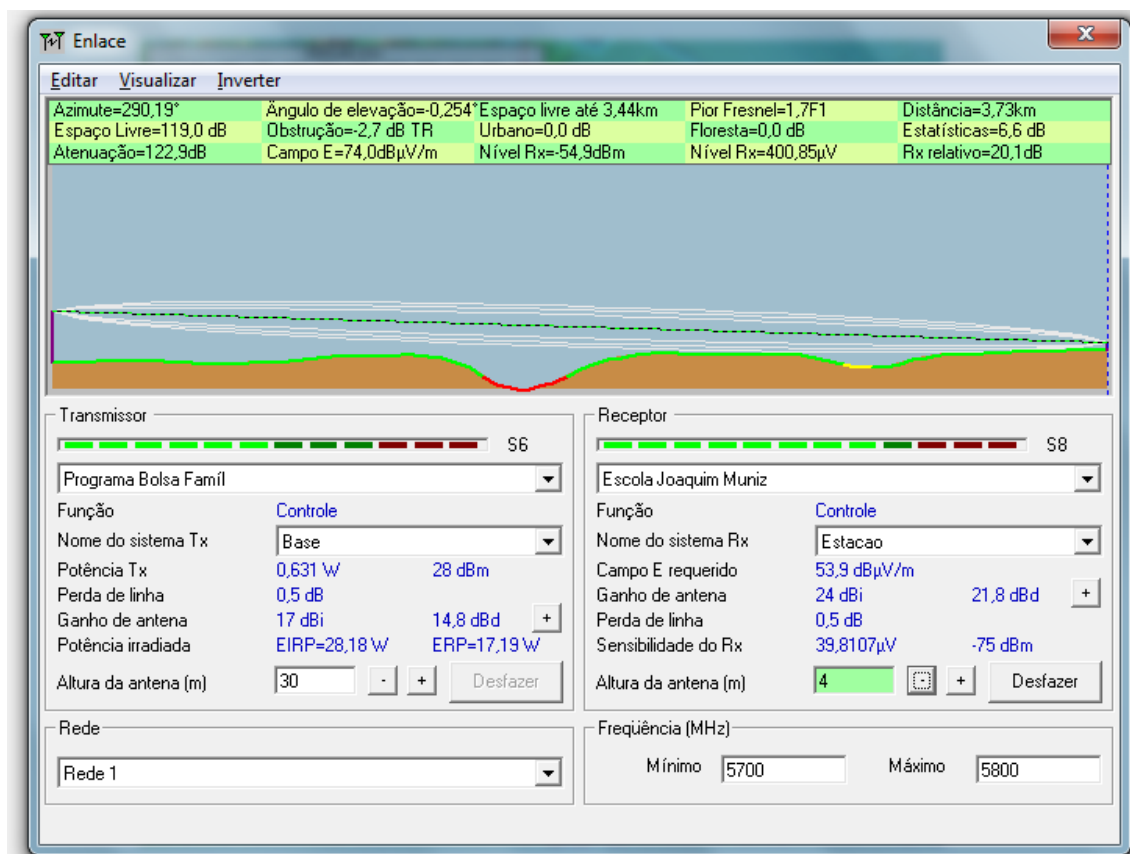 Enlace
Editar Visualizar Inverter
Azimute=290,19° Ângulo de elevação=-0,254° Espaço livre até 3,44km Pior Fresnel=1,7F1 Distância=3,73km
Espaço Livre=119,0 dB Obstrução=-2,7 dB TR Urbano=0,0 dB Floresta=0,0 dB Estatísticas=6,6 dB
Atenuação=122,9dB Campo E=74,0dBµV/m Nível Rx=-54,9dBm Nível Rx=400,85µV Rx relativo=20,1dB
Transmissor
S6
Programa Bolsa Famíl
Função Controle
Nome do sistema Tx Base
Potência Tx 0,631 W 28 dBm
Perda de linha 0,5 dB
Ganho de antena 17 dBi 14,8 dBd +
Potência irradiada EIRP=28,18 W ERP=17,19 W
Altura da antena (m) 30 - + Desfazer
Receptor
S8
Escola Joaquim Muniz
Função Controle
Nome do sistema Rx Estacao
Campo E requerido 53,9 dBµV/m
Ganho de antena 24 dBi 21,8 dBd +
Perda de linha 0,5 dB
Sensibilidade do Rx 39,8107µV -75 dBm
Altura da antena (m) 4 - + Desfazer
Rede
Rede 1
Freqüência (MHz)
Mínimo 5700 Máximo 5800